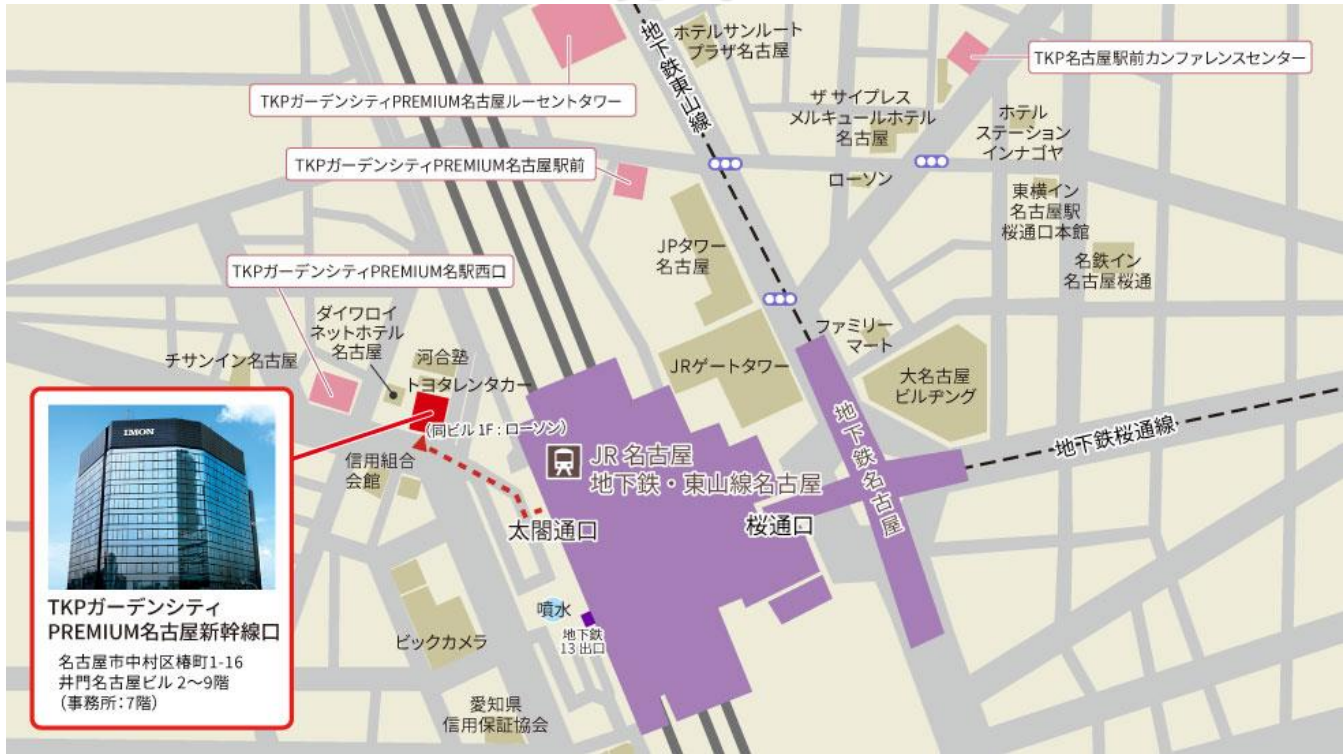 地下鉄東山線
ホテルサンルート
プラザ名古屋
TKP名古屋駅前カンファレンスセンター
TKPガーデンシティPREMIUM名古屋ルーセントタワー
ザ サイプレス
メルキュールホテル
名古屋
ホテル
ステーション
インナゴヤ
TKPガーデンシティPREMIUM名古屋駅前
ローソン
東横イン
名古屋駅
桜通口本館
JPタワー
名古屋
名鉄イン
名古屋桜通
TKPガーデンシティPREMIUM名駅西口
ダイワロイ
ネットホテル
名古屋
ファミリー
マート
チサンイン名古屋
河合塾
トヨタレンタカー
JRゲートタワー
大名古屋
ビルヂング
(同ビル 1F : ローソン)
地下鉄名古屋
地下鉄桜通線
IMON
信用組合
会館
JR 名古屋
地下鉄・東山線名古屋
太閤通口
桜通口
TKPガーデンシティ
PREMIUM名古屋新幹線口
名古屋市中村区椿町1-16
井門名古屋ビル 2〜9階
(事務所:7階)
噴水
地下鉄
13 出口
ビックカメラ
愛知県
信用保証協会